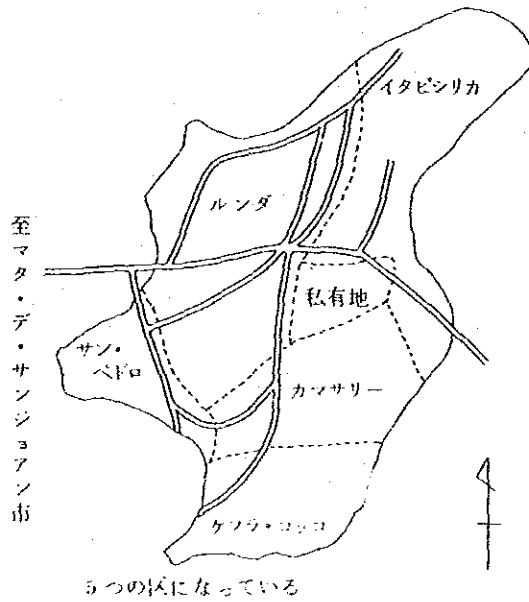 イタピシリカ
ルンダ
至マタ・デ・サンジョアン市
私有地
サン・
ペドロ
カマサリー
ケブラ・コッコ
5つの区になっている